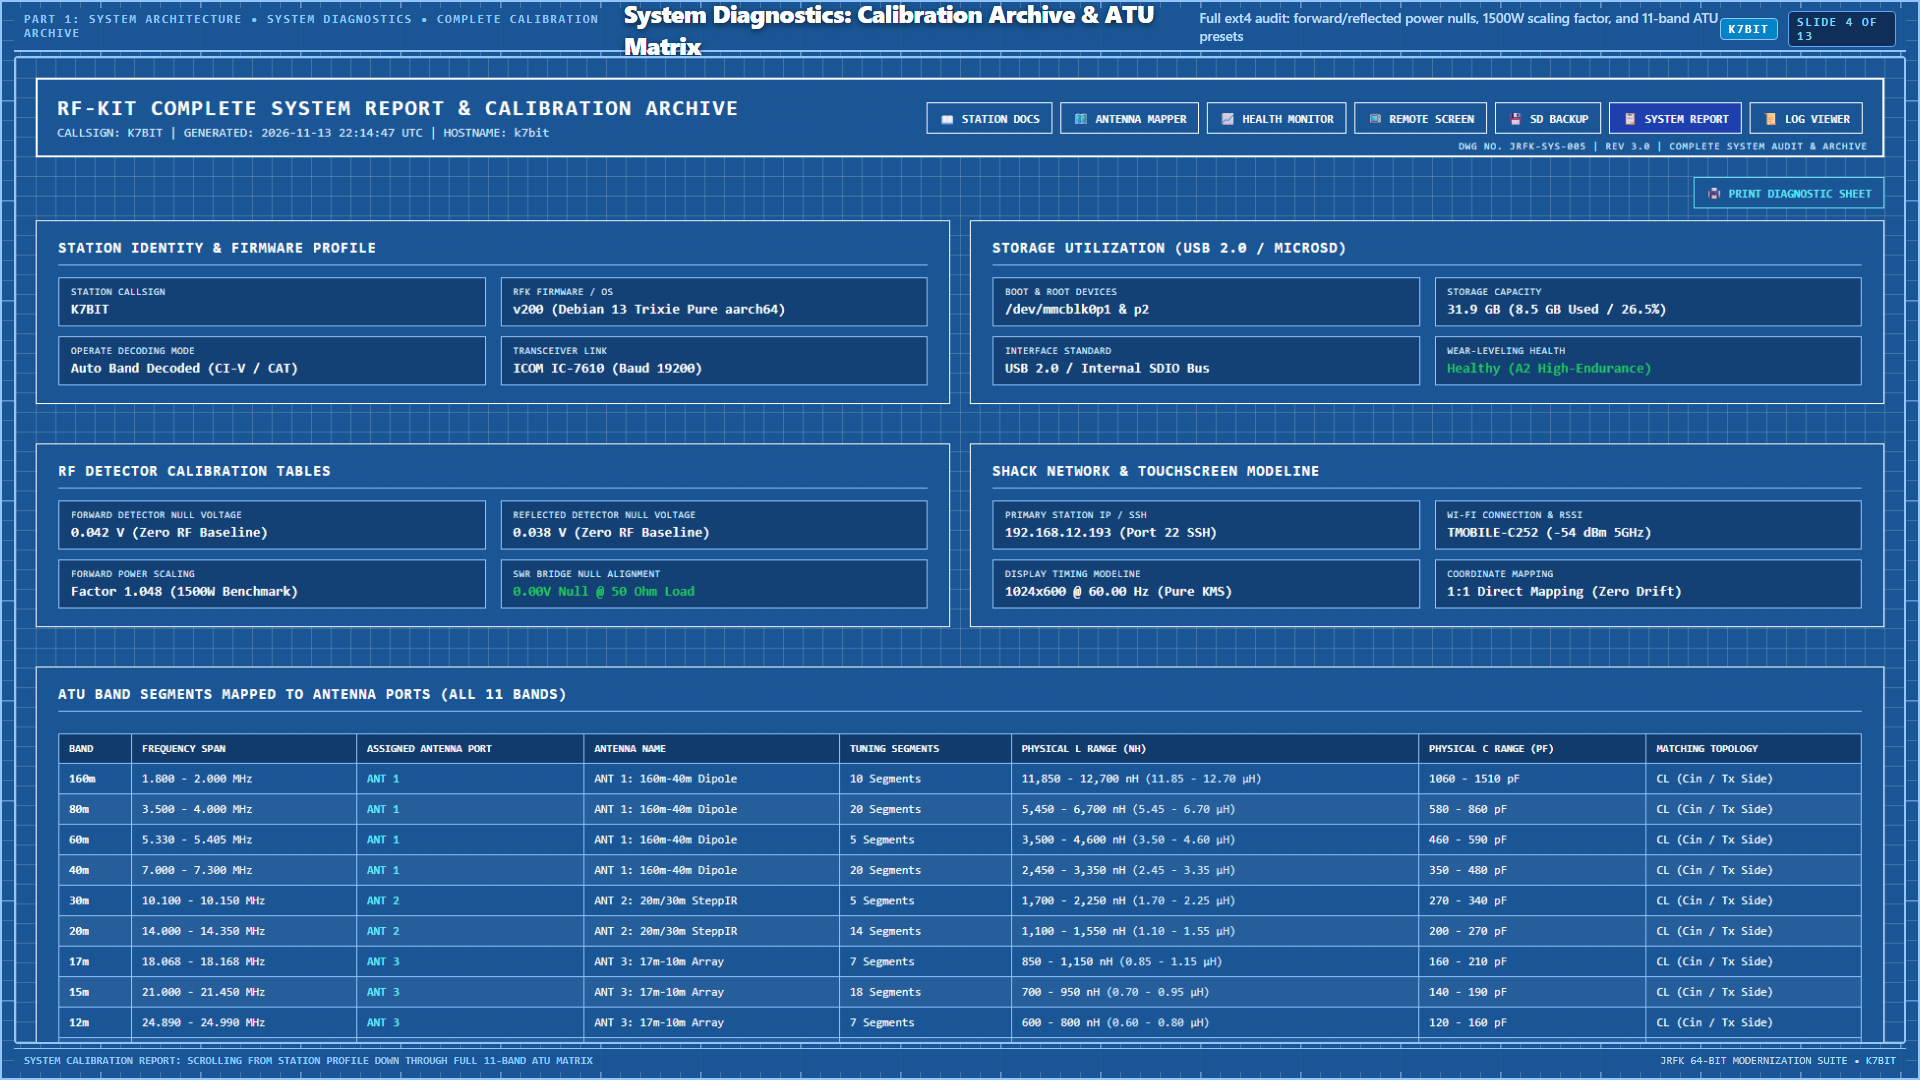 PART 1: SYSTEM ARCHITECTURE • SYSTEM DIAGNOSTICS • COMPLETE CALIBRATION
ARCHIVE
System Diagnostics: Calibration Archive & ATU
Matrix
Full ext4 audit: forward/reflected power nulls, 1500W scaling factor, and 11-band ATU
presets
K7BIT
SLIDE 4 OF
13
RF-KIT COMPLETE SYSTEM REPORT & CALIBRATION ARCHIVE
CALLSIGN: K7BIT | GENERATED: 2026-11-13 22:14:47 UTC | HOSTNAME: k7bit
STATION DOCS
ANTENNA MAPPER
HEALTH MONITOR
REMOTE SCREEN
SD BACKUP
SYSTEM REPORT
LOG VIEWER
DWG NO. JRFK-SYS-005 | REV 3.0 | COMPLETE SYSTEM AUDIT & ARCHIVE
PRINT DIAGNOSTIC SHEET
STATION IDENTITY & FIRMWARE PROFILE
STATION CALLSIGN
K7BIT
RFK FIRMWARE / OS
v200 (Debian 13 Trixie Pure aarch64)
OPERATE DECODING MODE
Auto Band Decoded (CI-V / CAT)
TRANSCEIVER LINK
ICOM IC-7610 (Baud 19200)
STORAGE UTILIZATION (USB 2.0 / MICROSD)
BOOT & ROOT DEVICES
/dev/mmcblk0p1 & p2
STORAGE CAPACITY
31.9 GB (8.5 GB Used / 26.5%)
INTERFACE STANDARD
USB 2.0 / Internal SDIO Bus
WEAR-LEVELING HEALTH
Healthy (A2 High-Endurance)
RF DETECTOR CALIBRATION TABLES
FORWARD DETECTOR NULL VOLTAGE
0.042 V (Zero RF Baseline)
REFLECTED DETECTOR NULL VOLTAGE
0.038 V (Zero RF Baseline)
FORWARD POWER SCALING
Factor 1.048 (1500W Benchmark)
SWR BRIDGE NULL ALIGNMENT
0.00V Null @ 50 Ohm Load
SHACK NETWORK & TOUCHSCREEN MODELINE
PRIMARY STATION IP / SSH
192.168.12.193 (Port 22 SSH)
WI-FI CONNECTION & RSSI
TMOBILE-C252 (-54 dBm 5GHz)
DISPLAY TIMING MODELINE
1024x600 @ 60.00 Hz (Pure KMS)
COORDINATE MAPPING
1:1 Direct Mapping (Zero Drift)
ATU BAND SEGMENTS MAPPED TO ANTENNA PORTS (ALL 11 BANDS)
BAND FREQUENCY SPAN ASSIGNED ANTENNA PORT ANTENNA NAME TUNING SEGMENTS PHYSICAL L RANGE (NH) PHYSICAL C RANGE (PF) MATCHING TOPOLOGY
160m 1.800 - 2.000 MHz ANT 1 ANT 1: 160m-40m Dipole 10 Segments 11,850 - 12,700 nH (11.85 - 12.70 µH) 1060 - 1510 pF CL (Cin / Tx Side)
80m 3.500 - 4.000 MHz ANT 1 ANT 1: 160m-40m Dipole 20 Segments 5,450 - 6,700 nH (5.45 - 6.70 µH) 580 - 860 pF CL (Cin / Tx Side)
60m 5.330 - 5.405 MHz ANT 1 ANT 1: 160m-40m Dipole 5 Segments 3,500 - 4,600 nH (3.50 - 4.60 µH) 460 - 590 pF CL (Cin / Tx Side)
40m 7.000 - 7.300 MHz ANT 1 ANT 1: 160m-40m Dipole 20 Segments 2,450 - 3,350 nH (2.45 - 3.35 µH) 350 - 480 pF CL (Cin / Tx Side)
30m 10.100 - 10.150 MHz ANT 2 ANT 2: 20m/30m SteppIR 5 Segments 1,700 - 2,250 nH (1.70 - 2.25 µH) 270 - 340 pF CL (Cin / Tx Side)
20m 14.000 - 14.350 MHz ANT 2 ANT 2: 20m/30m SteppIR 14 Segments 1,100 - 1,550 nH (1.10 - 1.55 µH) 200 - 270 pF CL (Cin / Tx Side)
17m 18.068 - 18.168 MHz ANT 3 ANT 3: 17m-10m Array 7 Segments 850 - 1,150 nH (0.85 - 1.15 µH) 160 - 210 pF CL (Cin / Tx Side)
15m 21.000 - 21.450 MHz ANT 3 ANT 3: 17m-10m Array 18 Segments 700 - 950 nH (0.70 - 0.95 µH) 140 - 190 pF CL (Cin / Tx Side)
12m 24.890 - 24.990 MHz ANT 3 ANT 3: 17m-10m Array 7 Segments 600 - 800 nH (0.60 - 0.80 µH) 120 - 160 pF CL (Cin / Tx Side)
SYSTEM CALIBRATION REPORT: SCROLLING FROM STATION PROFILE DOWN THROUGH FULL 11-BAND ATU MATRIX
JRFK 64-BIT MODERNIZATION SUITE • K7BIT